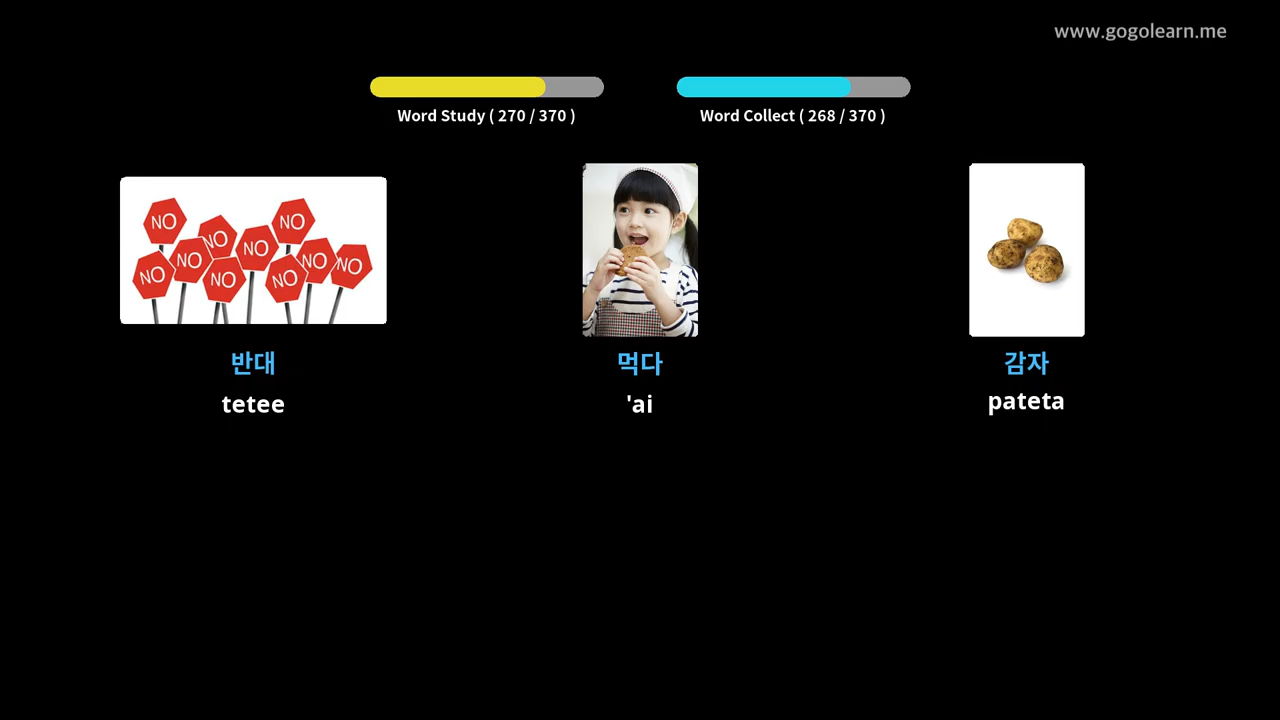 www.gogolearn.me
Word Study ( 270 / 370 )
Word Collect ( 268 / 370 )
NO
NO
NO
NO
NO
NO
NO
NO
NO
NO
반대
먹다
감자
tetee
'ai
pateta